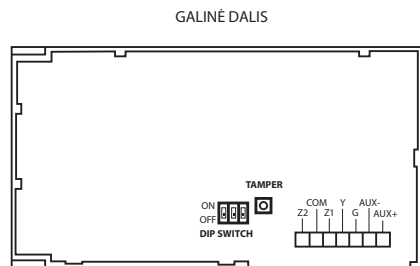 GALINĖ DALIS
TAMPER
ON
OFF
DIP SWITCH
COM Y AUX-
Z2 Z1 G AUX+